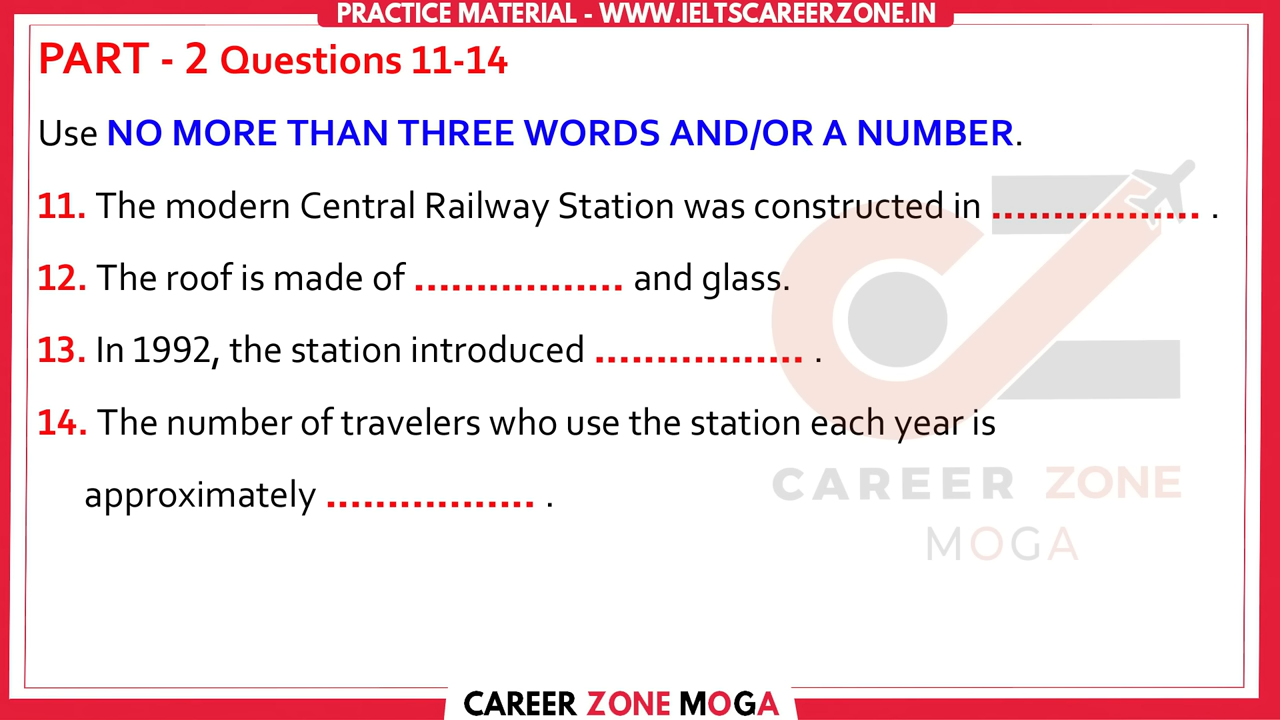 PRACTICE MATERIAL - WWW.IELTSCAREERZONE.IN
PART - 2 Questions 11-14
Use NO MORE THAN THREE WORDS AND/OR A NUMBER.
11. The modern Central Railway Station was constructed in ................. .
12. The roof is made of ................. and glass.
13. In 1992, the station introduced ................. .
14. The number of travelers who use the station each year is
approximately ................. .
CAREER ZONE
MOGA
CAREER ZONE MOGA